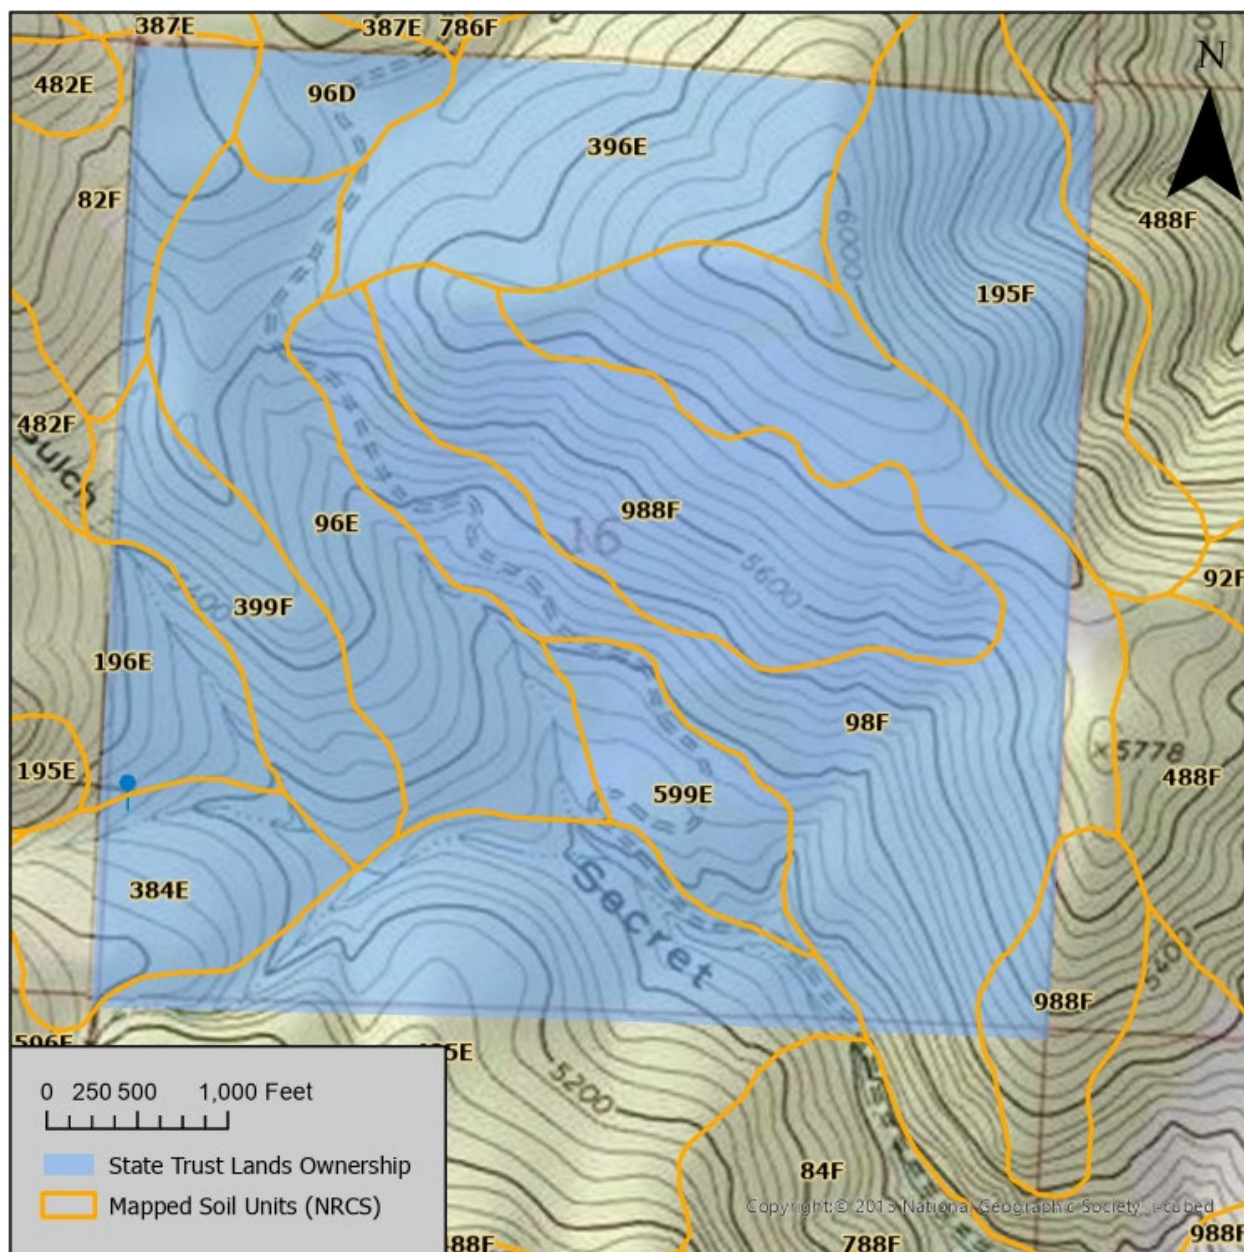 387E
387E 786F
N
482E
96D
396E
82F
488F
6000
195F
482F
Gulch
988F
96E
16
5600
92F
5400
399F
196E
98F
x 5778
195E
488F
599E
384E
Secret
5400
988F
596E
5200
0 250 500 1,000 Feet
State Trust Lands Ownership
84F
Mapped Soil Units (NRCS)
Copyright:© 2013 National Geographic Society, i-cubed
788F
988F